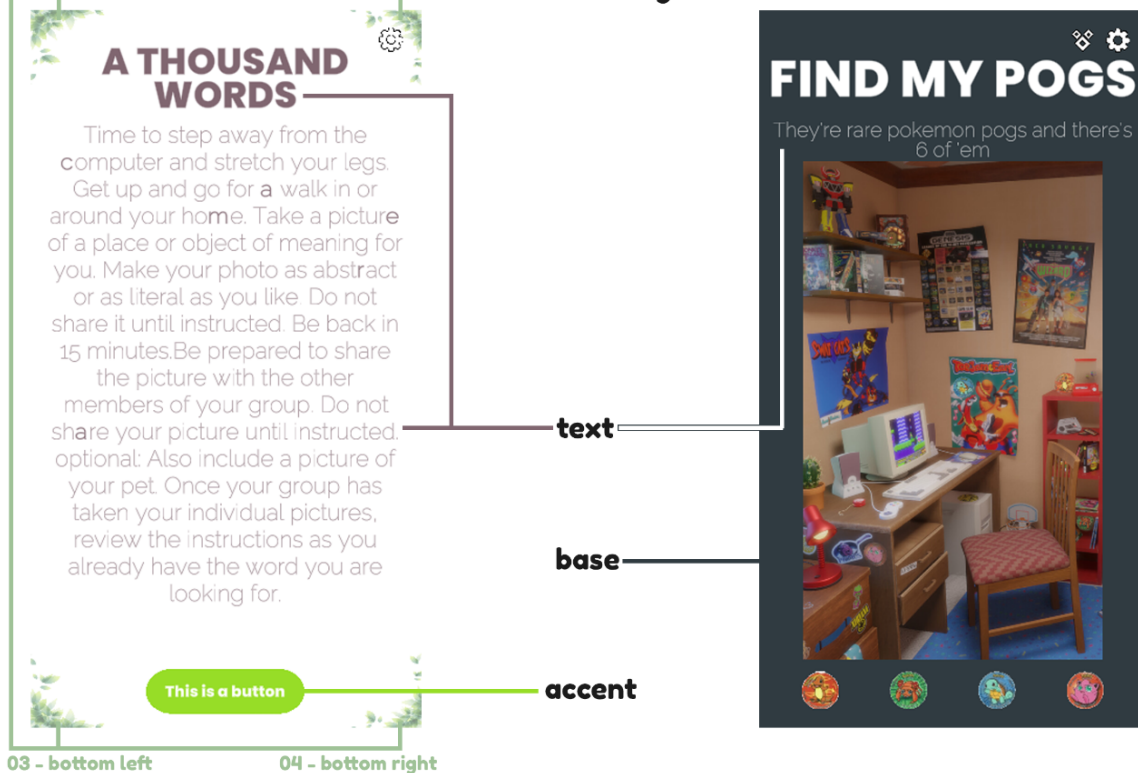 A THOUSAND
WORDS
Time to step away from the
computer and stretch your legs.
Get up and go for a walk in or
around your home. Take a picture
of a place or object of meaning for
you. Make your photo as abstract
or as literal as you like. Do not
share it until instructed. Be back in
15 minutes.Be prepared to share
the picture with the other
members of your group. Do not
share your picture until instructed.
optional: Also include a picture of
your pet. Once your group has
taken your individual pictures,
review the instructions as you
already have the word you are
looking for.
This is a button
03 - bottom left
04 - bottom right
text
base
accent
FIND MY POGS
They're rare pokemon pogs and there's
6 of 'em
GENESIS